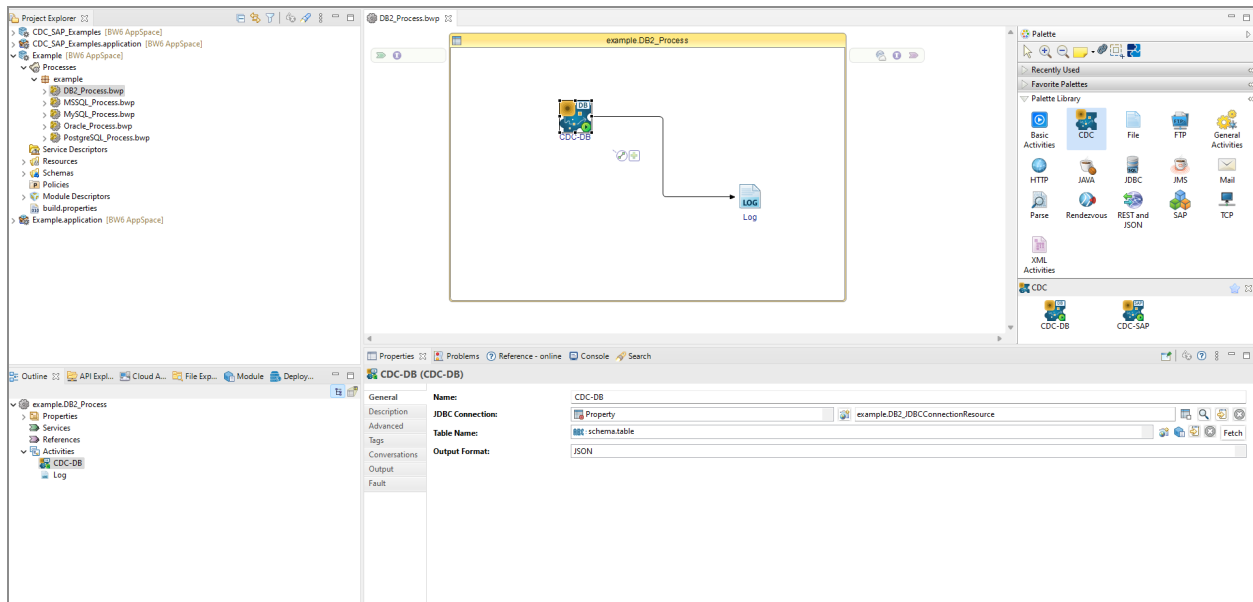 Project Explorer
CDC_SAP_Examples [BW6 AppSpace]
CDC_SAP_Examples.application [BW6 AppSpace]
Example [BW6 AppSpace]
Processes
example
DB2_Process.bwp
MSSQL_Process.bwp
MySQL_Process.bwp
Oracle_Process.bwp
PostgreSQL_Process.bwp
Service Descriptors
Resources
Schemas
Policies
Module Descriptors
build.properties
Example.application [BW6 AppSpace]
DB2_Process.bwp
example.DB2_Process
DB
CDC-DB
LOG
Log
Palette
Recently Used
Favorite Palettes
Palette Library
Basic Activities
CDC
File
FTP
General Activities
HTTP
JAVA
JDBC
JMS
Mail
Parse
Rendezvous
REST and JSON
SAP
TCP
XML Activities
CDC
CDC-DB
CDC-SAP
Outline
API Expl...
Cloud A...
File Exp...
Module
Deploy...
example.DB2_Process
Properties
Services
References
Activities
CDC-DB
Log
Properties
Problems
Reference - online
Console
Search
CDC-DB (CDC-DB)
General
Description
Advanced
Tags
Conversations
Output
Fault
Name: CDC-DB
JDBC Connection: Property example.DB2_JDBCConnectionResource
Table Name: ABC schema.table Fetch
Output Format: JSON